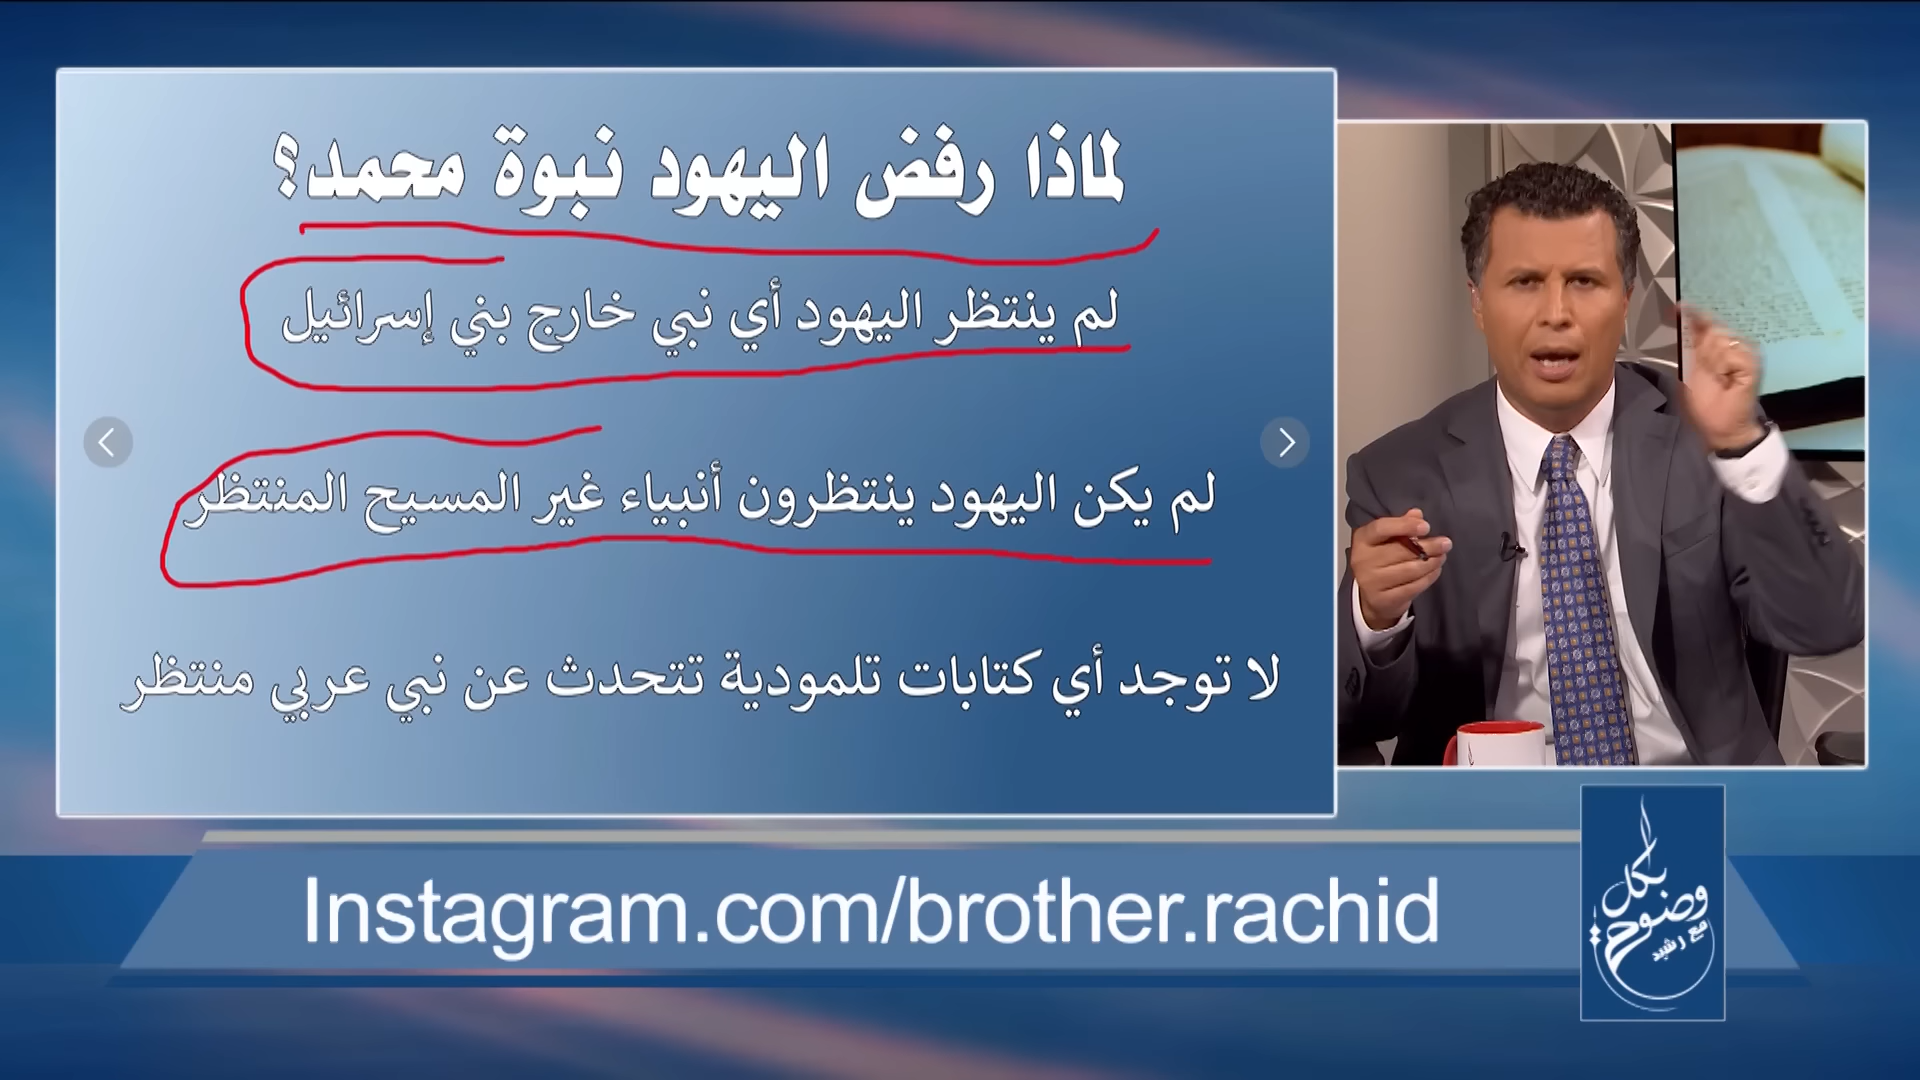 لماذا رفض اليهود نبوة محمد؟
لم ينتظر اليهود أي نبي خارج بني إسرائيل
لم يكن اليهود ينتظرون أنبياء غير المسيح المنتظر
لا توجد أي كتابات تلمودية تتحدث عن نبي عربي منتظر
Instagram.com/brother.rachid
بكل
وضوح
مع رشيد